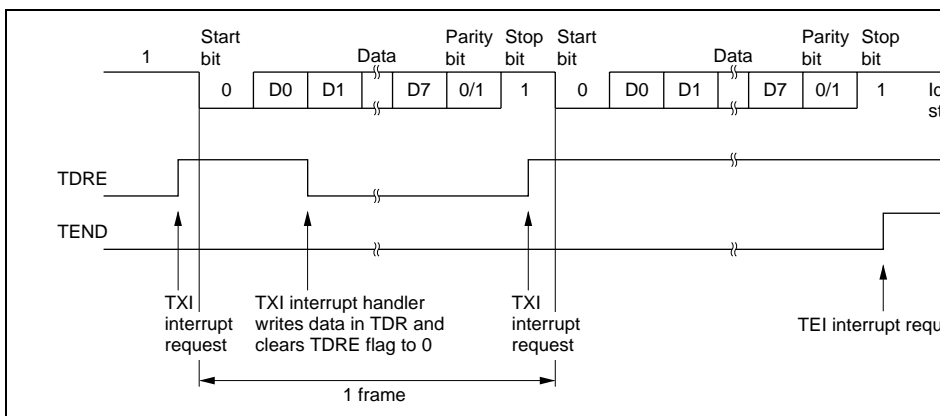 Start Parity Stop Start Parity Stop
1 bit Data bit bit bit Data bit bit
0 D0 D1 D7 0/1 1 0 D0 D1 D7 0/1 1
TDRE
TEND
TXI interrupt request
TXI interrupt handler
writes data in TDR and
clears TDRE flag to 0
TXI interrupt request
TEI interrupt
1 frame